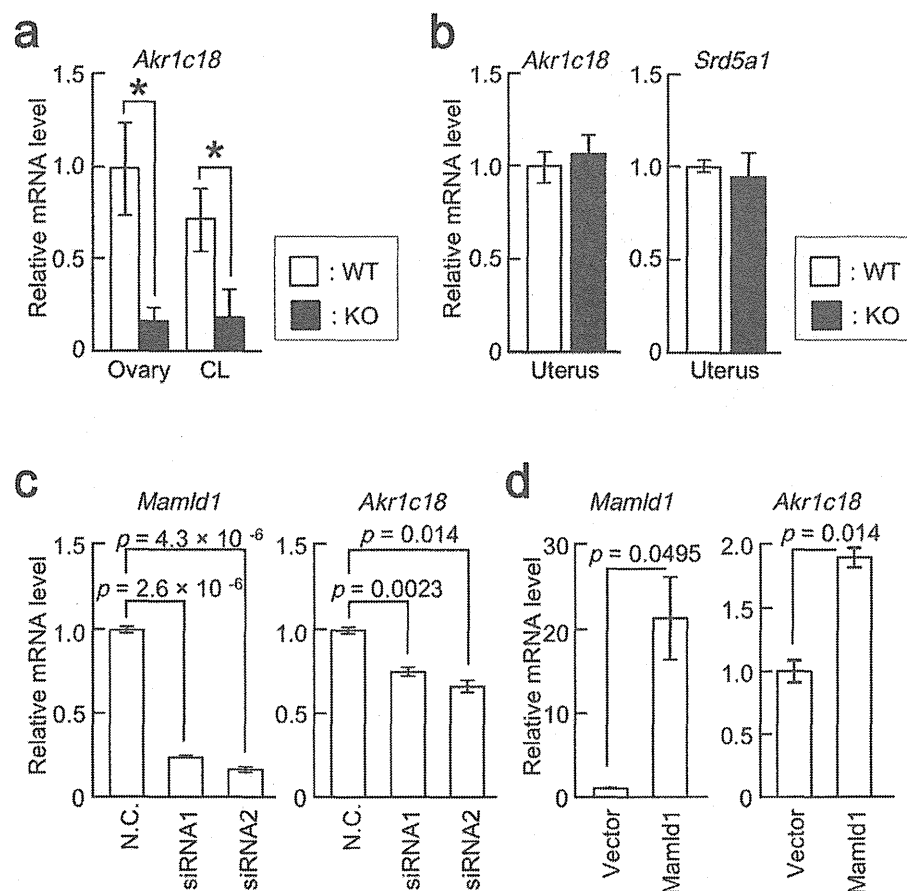 a
Akr1c18
Relative mRNA level
1.5
1.0
0.5
0
*
*
Ovary
CL
: WT
: KO
b
Akr1c18
Relative mRNA level
1.5
1.0
0.5
0
Uterus
Srd5a1
1.5
1.0
0.5
0
Uterus
: WT
: KO
c
Mamld1
Relative mRNA level
1.5
1.0
0.5
0
p = 4.3 × 10 -6
p = 2.6 × 10 -6
N.C.
siRNA1
siRNA2
Akr1c18
1.5
1.0
0.5
0
p = 0.014
p = 0.0023
N.C.
siRNA1
siRNA2
d
Mamld1
Relative mRNA level
30
20
10
0
p = 0.0495
Vector
Mamld1
Akr1c18
2.0
1.5
1.0
0.5
0
p = 0.014
Vector
Mamld1